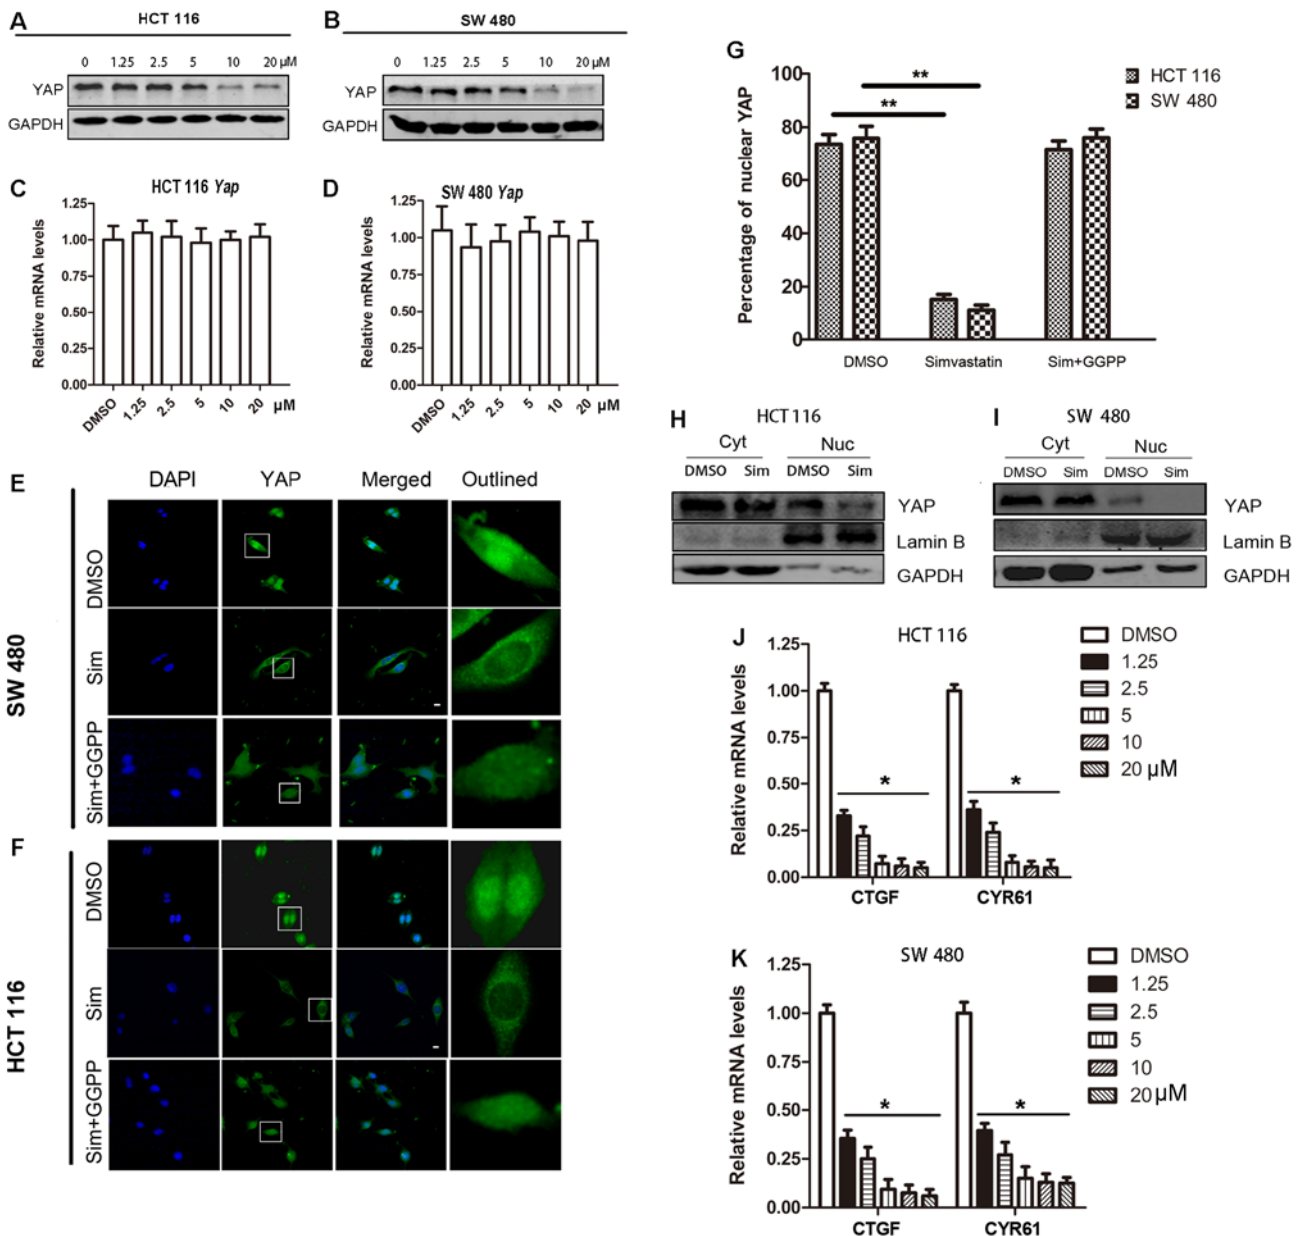 A
HCT 116
0 1.25 2.5 5 10 20 µM
YAP
GAPDH
B
SW 480
0 1.25 2.5 5 10 20 µM
YAP
GAPDH
C
HCT 116 Yap
Relative mRNA levels
1.25
1.00
0.75
0.50
0.25
0.00
DMSO 1.25 2.5 5 10 20 µM
D
SW 480 Yap
Relative mRNA levels
1.25
1.00
0.75
0.50
0.25
0.00
DMSO 1.25 2.5 5 10 20 µM
E
DAPI YAP Merged Outlined
SW 480
DMSO
Sim
Sim+GGPP
F
HCT 116
DMSO
Sim
Sim+GGPP
G
Percentage of nuclear YAP
100
80
60
40
20
0
**
**
HCT 116
SW 480
DMSO Simvastatin Sim+GGPP
H
HCT 116
Cyt Nuc
DMSO Sim DMSO Sim
YAP
Lamin B
GAPDH
I
SW 480
Cyt Nuc
DMSO Sim DMSO Sim
YAP
Lamin B
GAPDH
J
HCT 116
Relative mRNA levels
1.25
1.00
0.75
0.50
0.25
0.00
* *
CTGF CYR61
DMSO
1.25
2.5
5
10
20 µM
K
SW 480
Relative mRNA levels
1.25
1.00
0.75
0.50
0.25
0.00
* *
CTGF CYR61
DMSO
1.25
2.5
5
10
20 µM